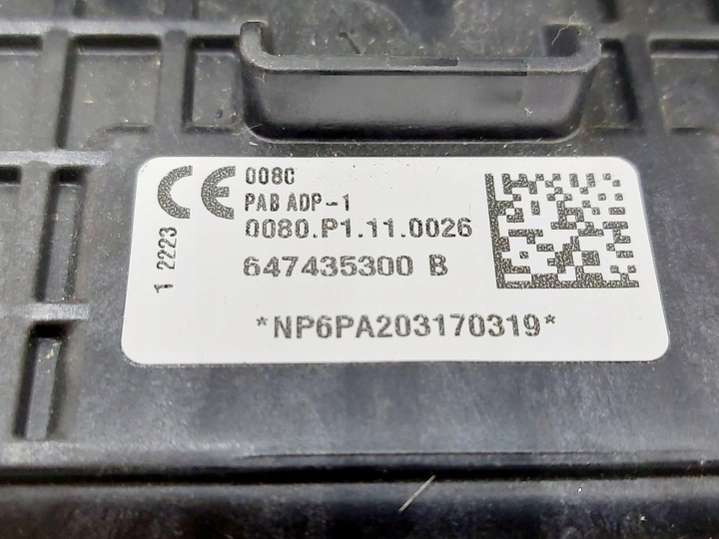 CE 008C
PAB ADP-1
0080.P1.11.0026
647435300 B
*NP6PA203170319*
1 2223